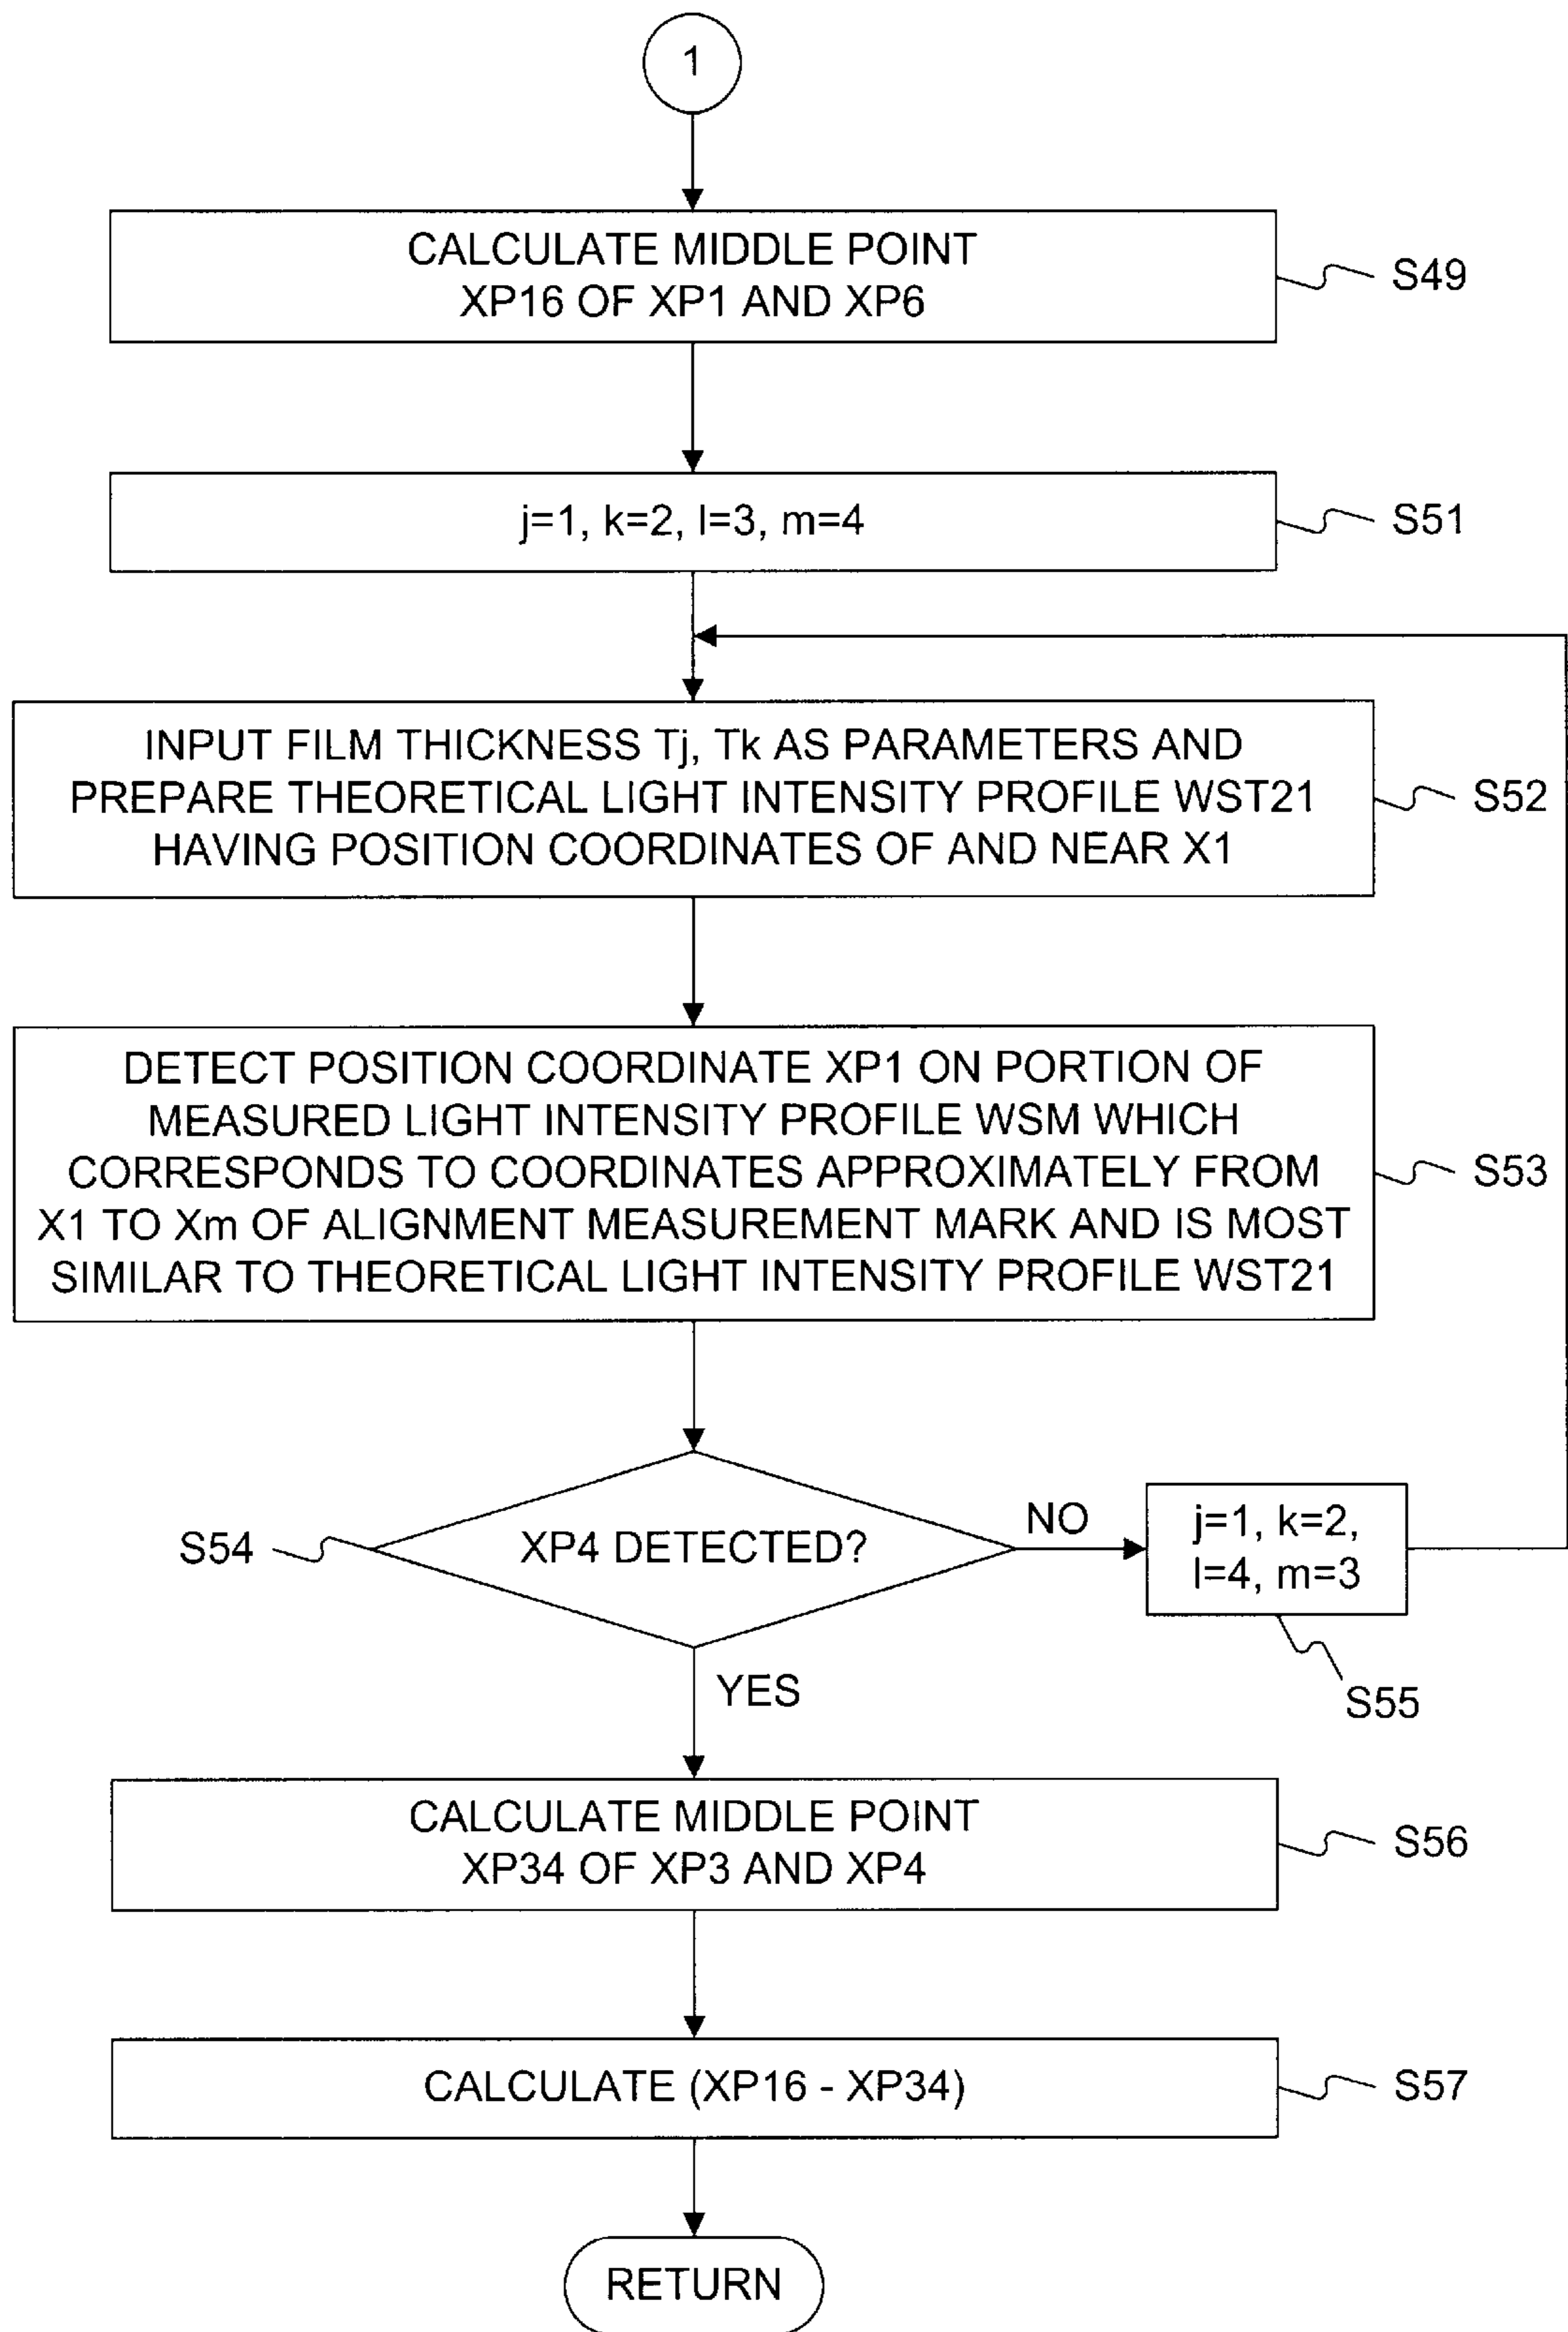 1
CALCULATE MIDDLE POINT
XP16 OF XP1 AND XP6
S49
j=1, k=2, l=3, m=4
S51
INPUT FILM THICKNESS Tj, Tk AS PARAMETERS AND
PREPARE THEORETICAL LIGHT INTENSITY PROFILE WST21
HAVING POSITION COORDINATES OF AND NEAR X1
S52
DETECT POSITION COORDINATE XP1 ON PORTION OF
MEASURED LIGHT INTENSITY PROFILE WSM WHICH
CORRESPONDS TO COORDINATES APPROXIMATELY FROM
X1 TO Xm OF ALIGNMENT MEASUREMENT MARK AND IS MOST
SIMILAR TO THEORETICAL LIGHT INTENSITY PROFILE WST21
S53
S54
XP4 DETECTED?
NO
j=1, k=2,
l=4, m=3
S55
YES
CALCULATE MIDDLE POINT
XP34 OF XP3 AND XP4
S56
CALCULATE (XP16 - XP34)
S57
RETURN